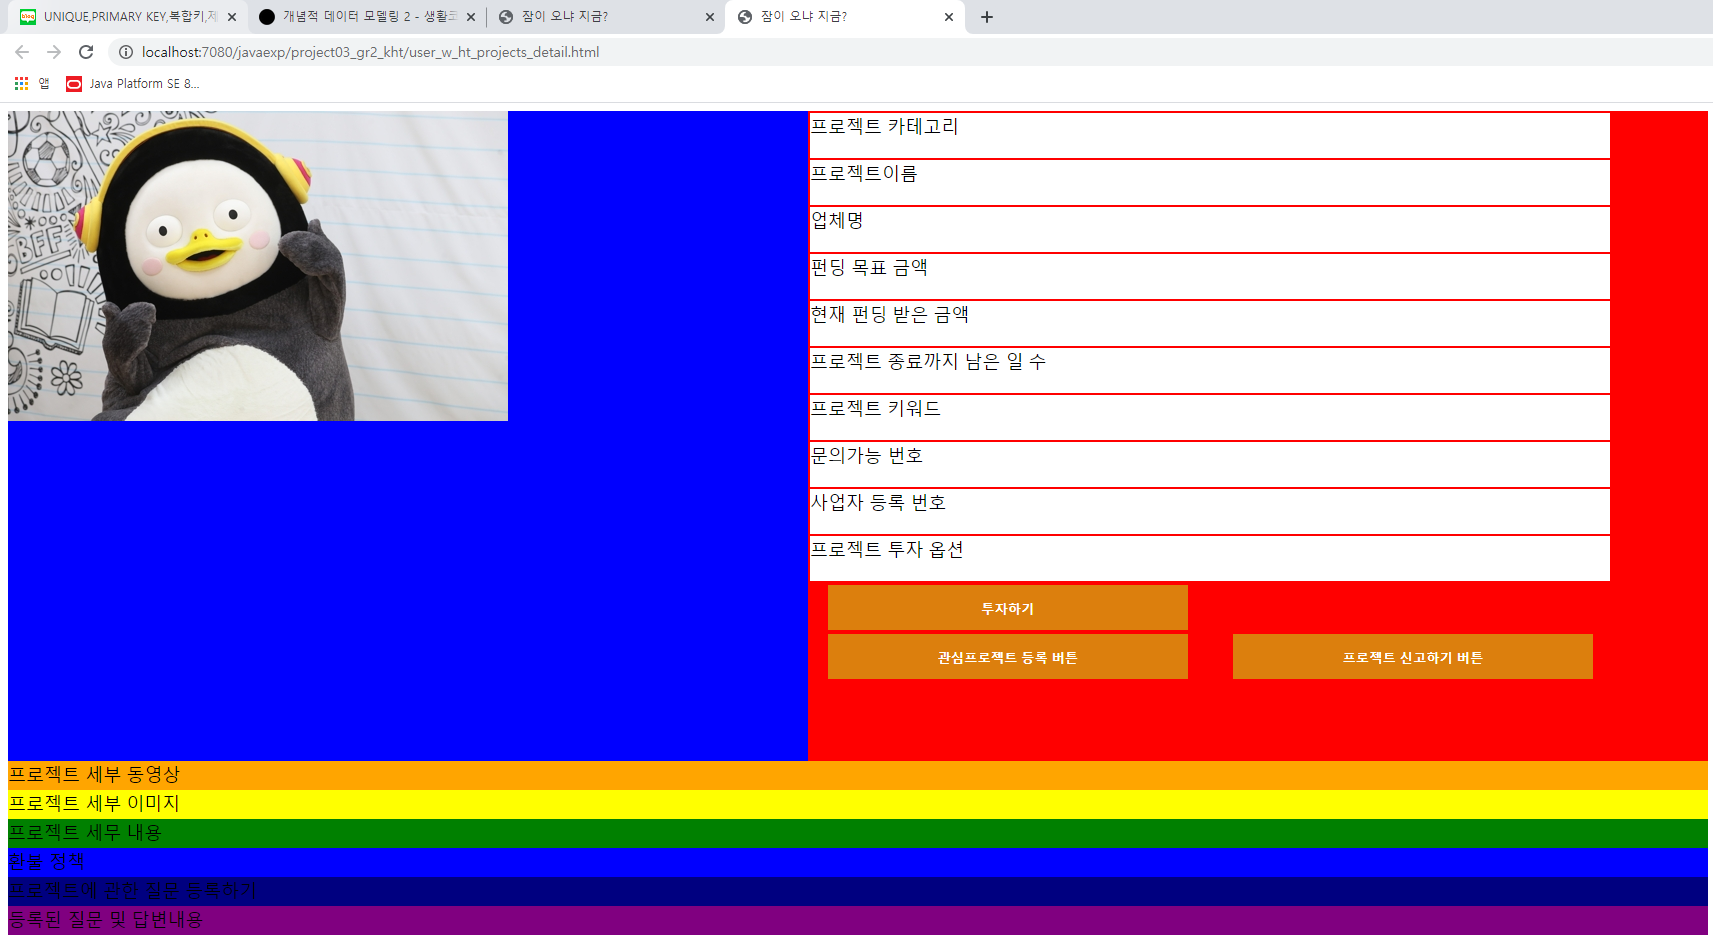 UNIQUE,PRIMARY KEY,복합키,제
개념적 데이터 모델링 2 - 생활코
잠이 오냐 지금?
잠이 오냐 지금?
localhost:7080/javaexp/project03_gr2_kht/user_w_ht_projects_detail.html
앱
Java Platform SE 8...
BFF
프로젝트 카테고리
프로젝트이름
업체명
펀딩 목표 금액
현재 펀딩 받은 금액
프로젝트 종료까지 남은 일 수
프로젝트 키워드
문의가능 번호
사업자 등록 번호
프로젝트 투자 옵션
투자하기
관심프로젝트 등록 버튼
프로젝트 신고하기 버튼
프로젝트 세부 동영상
프로젝트 세부 이미지
프로젝트 세무 내용
환불 정책
프로젝트에 관한 질문 등록하기
등록된 질문 및 답변내용